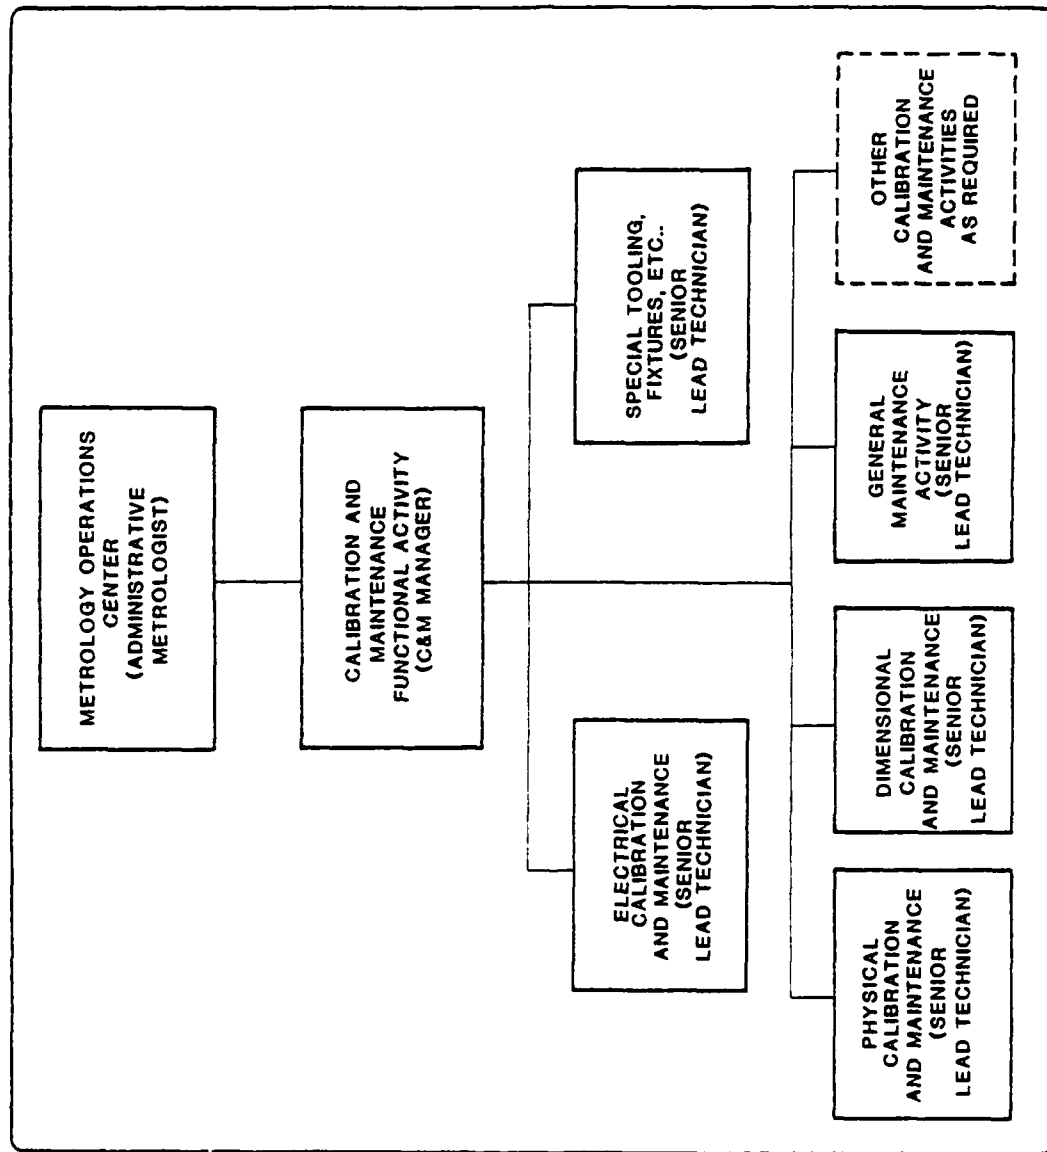 METROLOGY OPERATIONS
CENTER
(ADMINISTRATIVE
METROLOGIST)
CALIBRATION AND
MAINTENANCE
FUNCTIONAL ACTIVITY
(C&M MANAGER)
ELECTRICAL
CALIBRATION
AND MAINTENANCE
(SENIOR
LEAD TECHNICIAN)
SPECIAL TOOLING,
FIXTURES, ETC..
(SENIOR
LEAD TECHNICIAN)
PHYSICAL
CALIBRATION
AND MAINTENANCE
(SENIOR
LEAD TECHNICIAN)
DIMENSIONAL
CALIBRATION
AND MAINTENANCE
(SENIOR
LEAD TECHNICIAN)
GENERAL
MAINTENANCE
ACTIVITY
(SENIOR
LEAD TECHNICIAN)
OTHER
CALIBRATION
AND MAINTENANCE
ACTIVITIES
AS REQUIRED